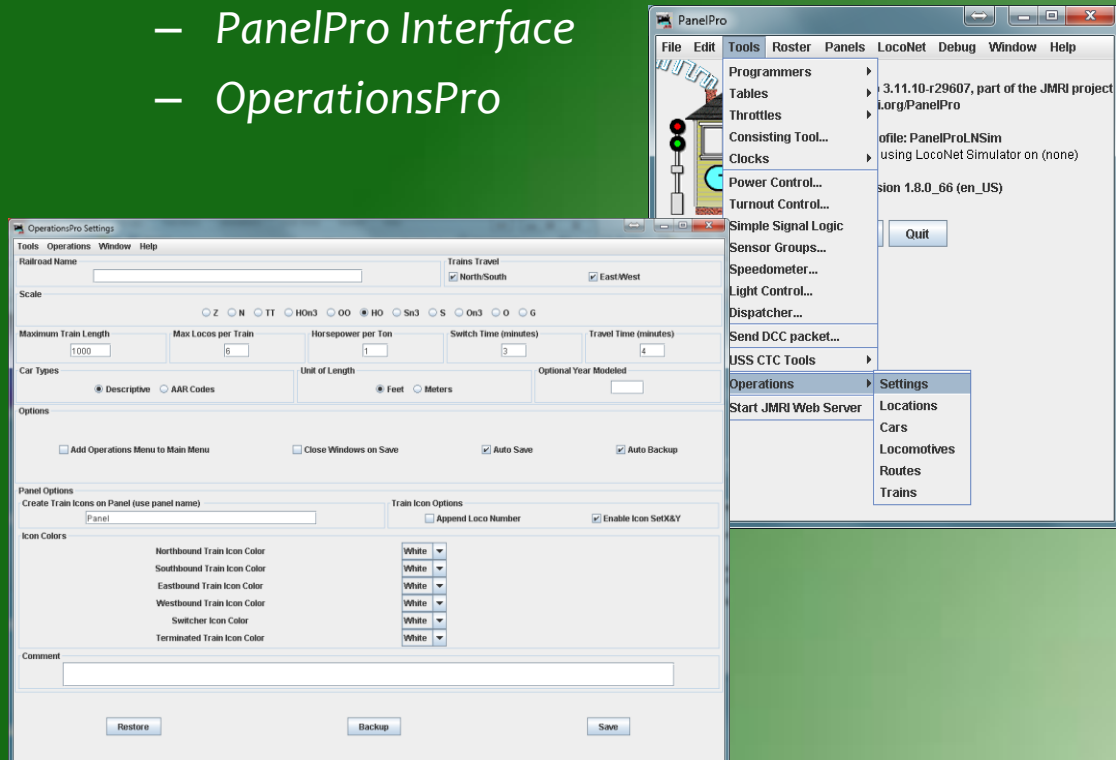 – PanelPro Interface
– OperationsPro
PanelPro
File Edit Tools Roster Panels LocoNet Debug Window Help
Programmers
Tables
Throttles
Consisting Tool...
Clocks
Power Control...
Turnout Control...
Simple Signal Logic
Sensor Groups...
Speedometer...
Light Control...
Dispatcher...
Send DCC packet...
USS CTC Tools
Operations
Start JMRI Web Server
Settings
Locations
Cars
Locomotives
Routes
Trains
3.11.10-r29607, part of the JMRI project
i.org/PanelPro
ofile: PanelProLNSim
using LocoNet Simulator on (none)
sion 1.8.0_66 (en_US)
Quit
OperationsPro Settings
Tools Operations Window Help
Railroad Name
Trains Travel
North/South East/West
Scale
Z N TT HOn3 OO HO Sn3 S On3 O G
Maximum Train Length Max Locos per Train Horsepower per Ton Switch Time (minutes) Travel Time (minutes)
1000 6 1 3 4
Car Types Unit of Length Optional Year Modeled
Descriptive AAR Codes Feet Meters
Options
Add Operations Menu to Main Menu Close Windows on Save Auto Save Auto Backup
Panel Options
Create Train Icons on Panel (use panel name) Train Icon Options
Panel Append Loco Number Enable Icon SetX&Y
Icon Colors
Northbound Train Icon Color White
Southbound Train Icon Color White
Eastbound Train Icon Color White
Westbound Train Icon Color White
Switcher Icon Color White
Terminated Train Icon Color White
Comment
Restore Backup Save